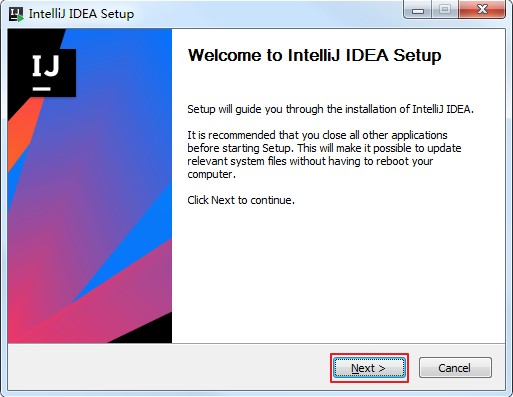 IntelliJ IDEA Setup
IJ
Welcome to IntelliJ IDEA Setup
Setup will guide you through the installation of IntelliJ IDEA.
It is recommended that you close all other applications
before starting Setup. This will make it possible to update
relevant system files without having to reboot your
computer.
Click Next to continue.
Next >
Cancel